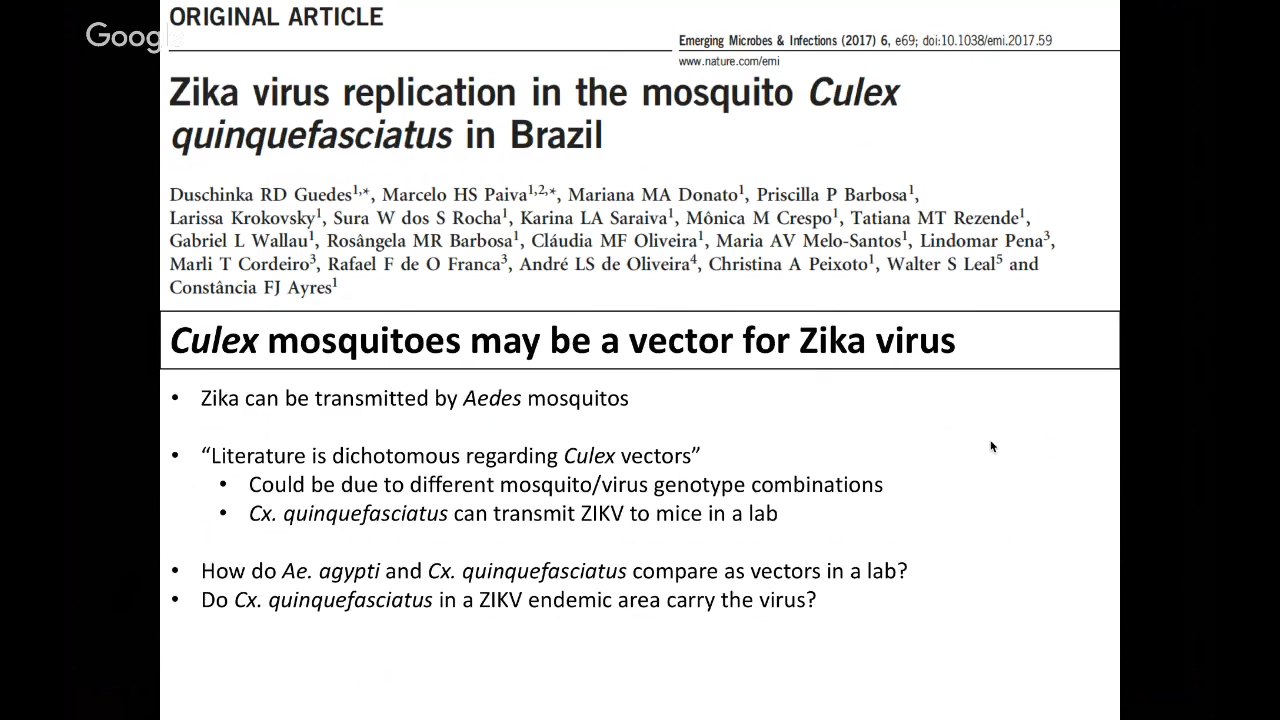 ORIGINAL ARTICLE
Emerging Microbes & Infections (2017) 6, e69; doi:10.1038/emi.2017.59
www.nature.com/emi
Zika virus replication in the mosquito Culex
quinquefasciatus in Brazil
Duschinka RD Guedes1,*, Marcelo HS Paiva1,2,*, Mariana MA Donato1, Priscilla P Barbosa1,
Larissa Krokovsky1, Sura W dos S Rocha1, Karina LA Saraiva1, Mônica M Crespo1, Tatiana MT Rezende1,
Gabriel L Wallau1, Rosângela MR Barbosa1, Cláudia MF Oliveira1, Maria AV Melo-Santos1, Lindomar Pena3,
Marli T Cordeiro3, Rafael F de O Franca3, André LS de Oliveira4, Christina A Peixoto1, Walter S Leal5 and
Constância FJ Ayres1
Culex mosquitoes may be a vector for Zika virus
• Zika can be transmitted by Aedes mosquitos
• “Literature is dichotomous regarding Culex vectors”
• Could be due to different mosquito/virus genotype combinations
• Cx. quinquefasciatus can transmit ZIKV to mice in a lab
• How do Ae. agypti and Cx. quinquefasciatus compare as vectors in a lab?
• Do Cx. quinquefasciatus in a ZIKV endemic area carry the virus?